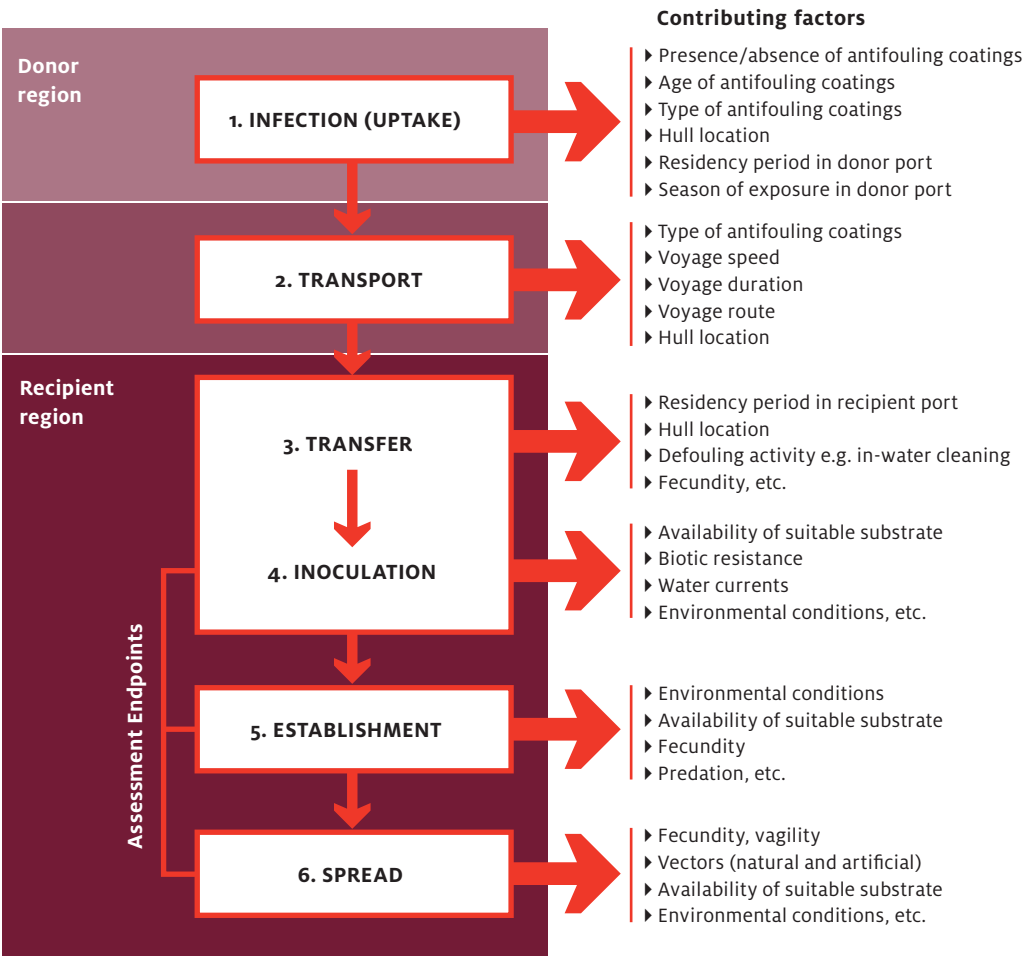 Contributing factors
Donor
region
1. INFECTION (UPTAKE)
Presence/absence of antifouling coatings
Age of antifouling coatings
Type of antifouling coatings
Hull location
Residency period in donor port
Season of exposure in donor port
2. TRANSPORT
Type of antifouling coatings
Voyage speed
Voyage duration
Voyage route
Hull location
Recipient
region
3. TRANSFER
Residency period in recipient port
Hull location
Defouling activity e.g. in-water cleaning
Fecundity, etc.
4. INOCULATION
Availability of suitable substrate
Biotic resistance
Water currents
Environmental conditions, etc.
Assessment Endpoints
5. ESTABLISHMENT
Environmental conditions
Availability of suitable substrate
Fecundity
Predation, etc.
6. SPREAD
Fecundity, vagility
Vectors (natural and artificial)
Availability of suitable substrate
Environmental conditions, etc.